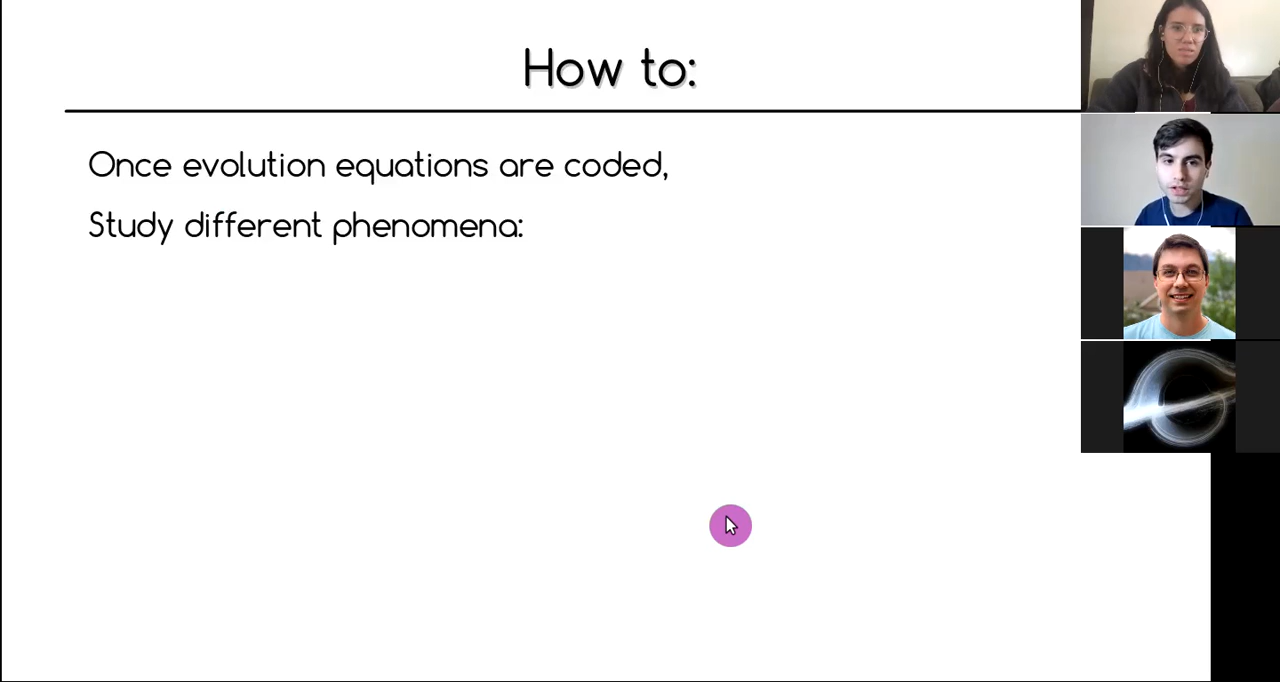 How to:
Once evolution equations are coded,
Study different phenomena: